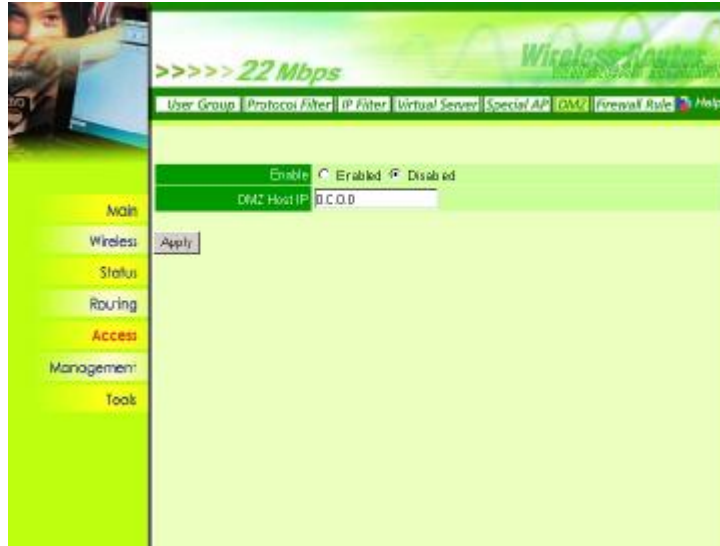 >>>>> 22 Mbps
Wireless Router
User Group Protocol Filter IP Filter Virtual Server Special AP DMZ Firewall Rule Help
Enable Enabled Disabled
DMZ Host IP 0.0.0.0
Main
Wireless
Apply
Status
Routing
Access
Management
Tools